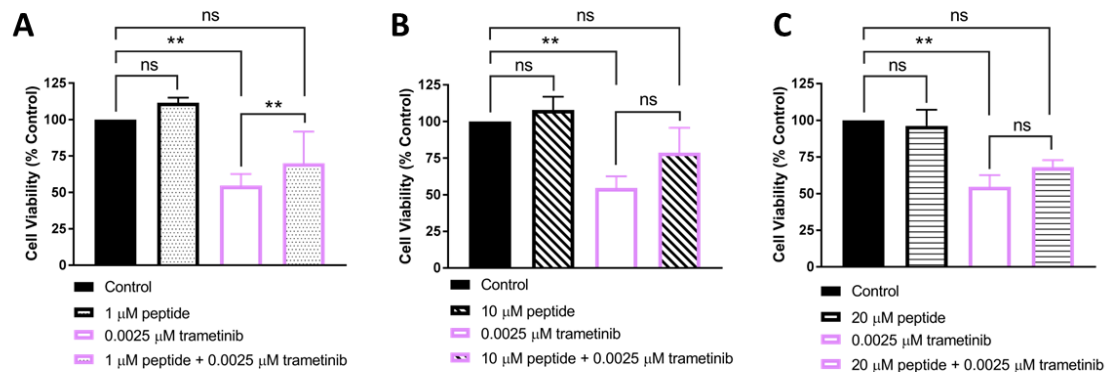 A
ns
**
ns
**
Cell Viability (% Control)
125
100
75
50
25
0
Control
1 μM peptide
0.0025 μM trametinib
1 μM peptide + 0.0025 μM trametinib
B
ns
**
ns
ns
Cell Viability (% Control)
125
100
75
50
25
0
Control
10 μM peptide
0.0025 μM trametinib
10 μM peptide + 0.0025 μM trametinib
C
ns
**
ns
ns
Cell Viability (% Control)
125
100
75
50
25
0
Control
20 μM peptide
0.0025 μM trametinib
20 μM peptide + 0.0025 μM trametinib